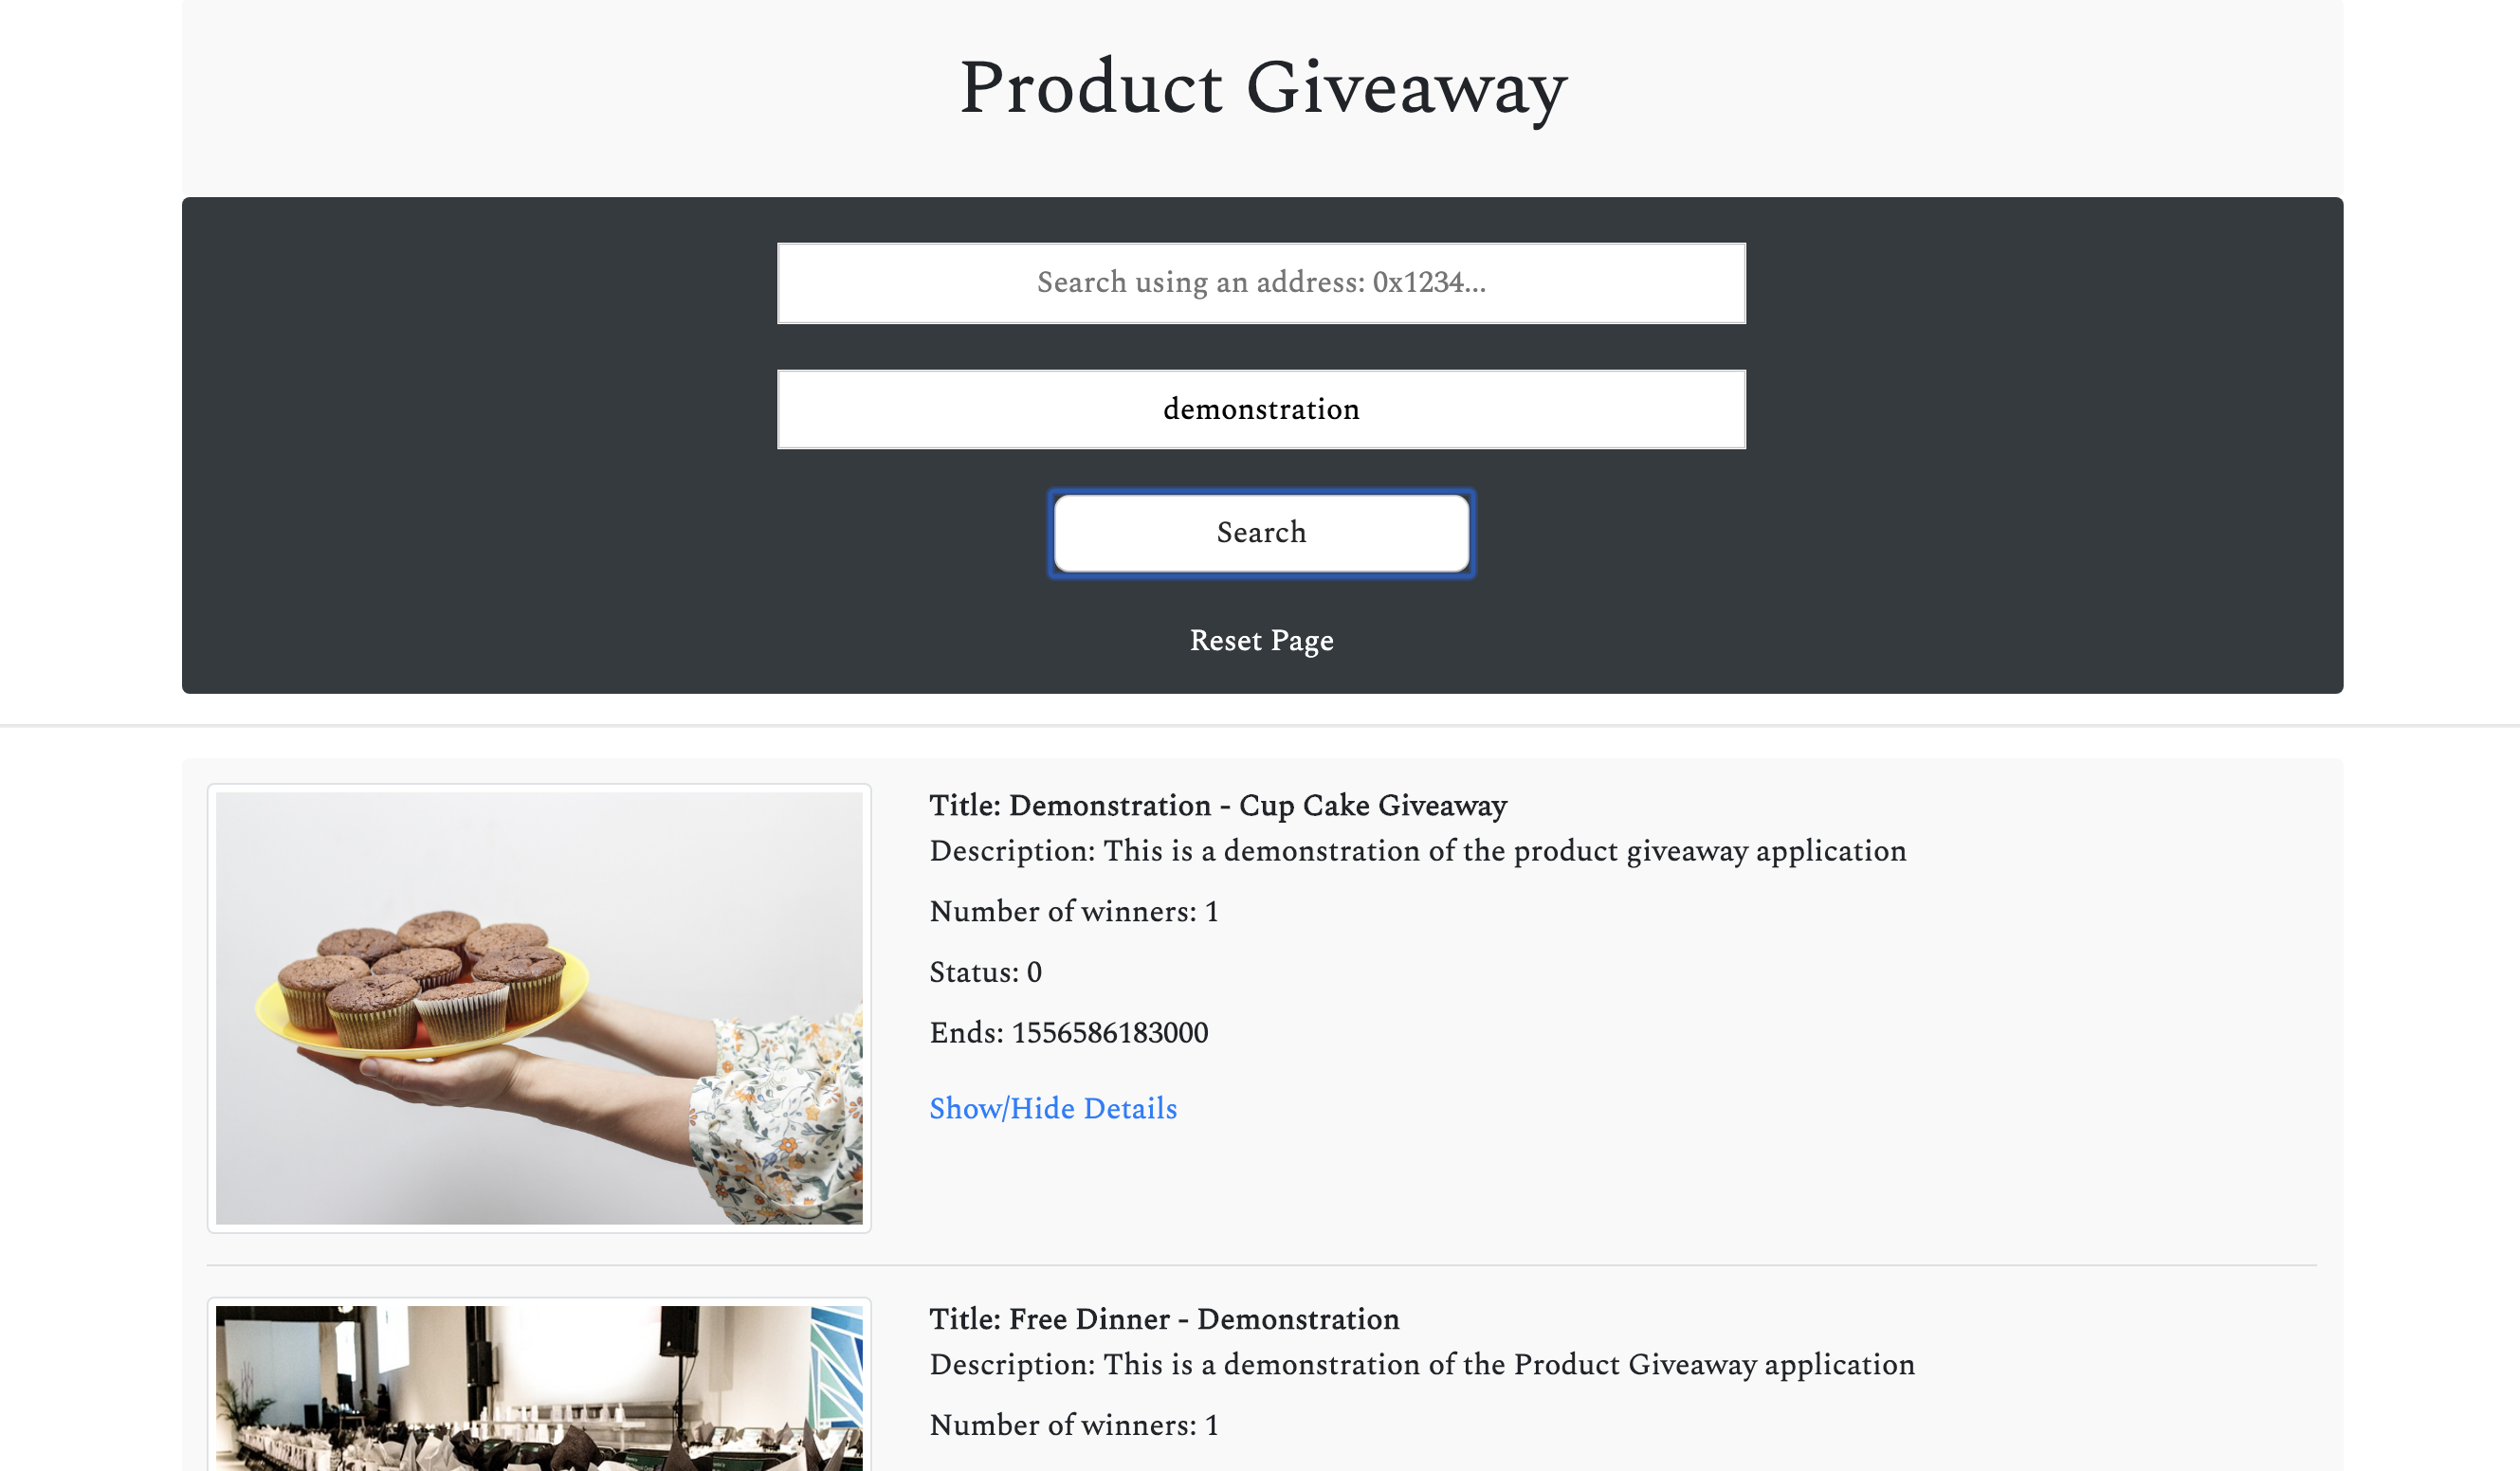 Product Giveaway
Search using an address: 0x1234...
demonstration
Search
Reset Page
Title: Demonstration - Cup Cake Giveaway
Description: This is a demonstration of the product giveaway application
Number of winners: 1
Status: 0
Ends: 1556586183000
Show/Hide Details
Title: Free Dinner - Demonstration
Description: This is a demonstration of the Product Giveaway application
Number of winners: 1